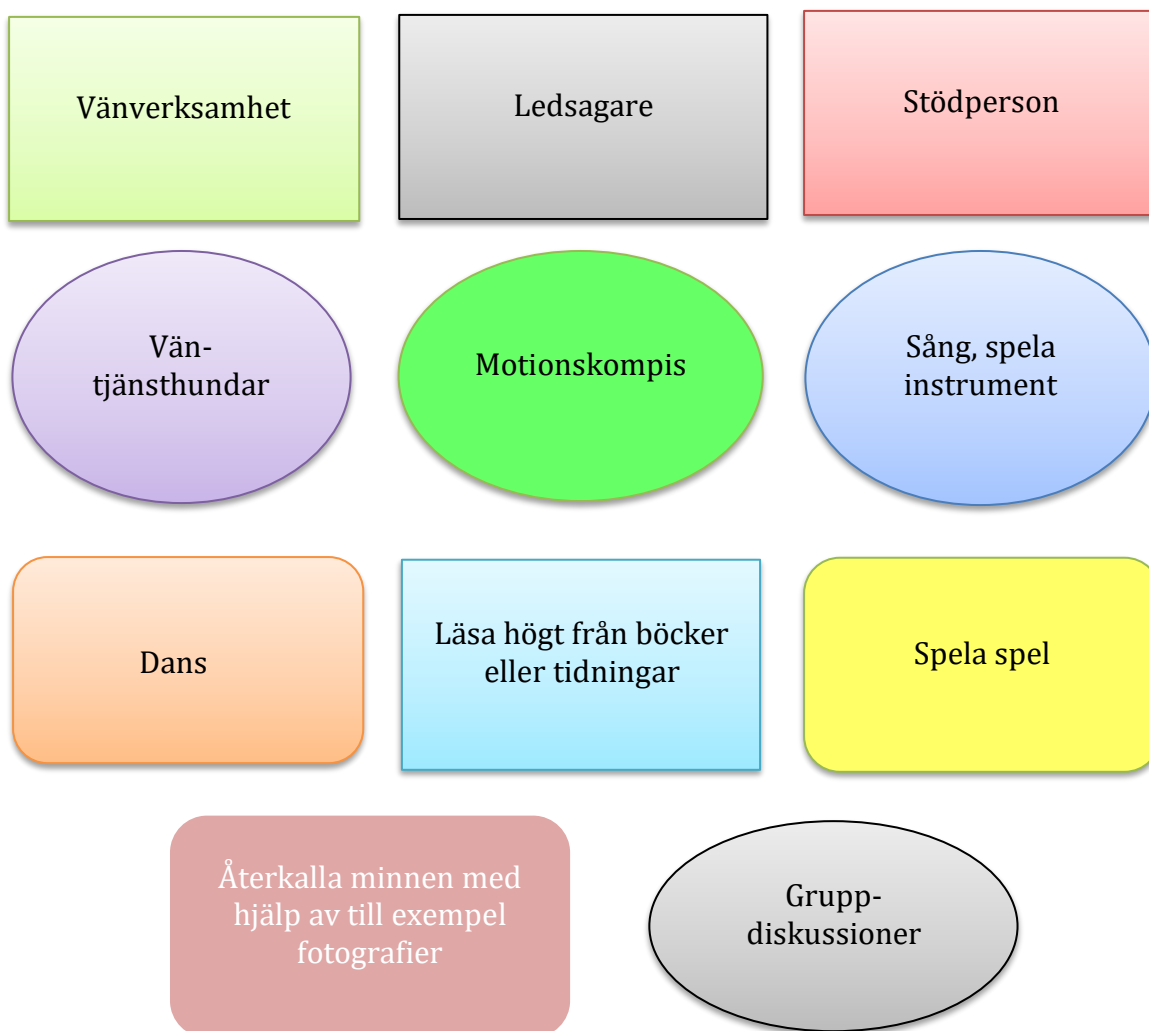 Vänverksamhet
Ledsagare
Stödperson
Vän-
tjänsthundar
Motionskompis
Sång, spela
instrument
Dans
Läsa högt från böcker
eller tidningar
Spela spel
Återkalla minnen med
hjälp av till exempel
fotografier
Grupp-
diskussioner